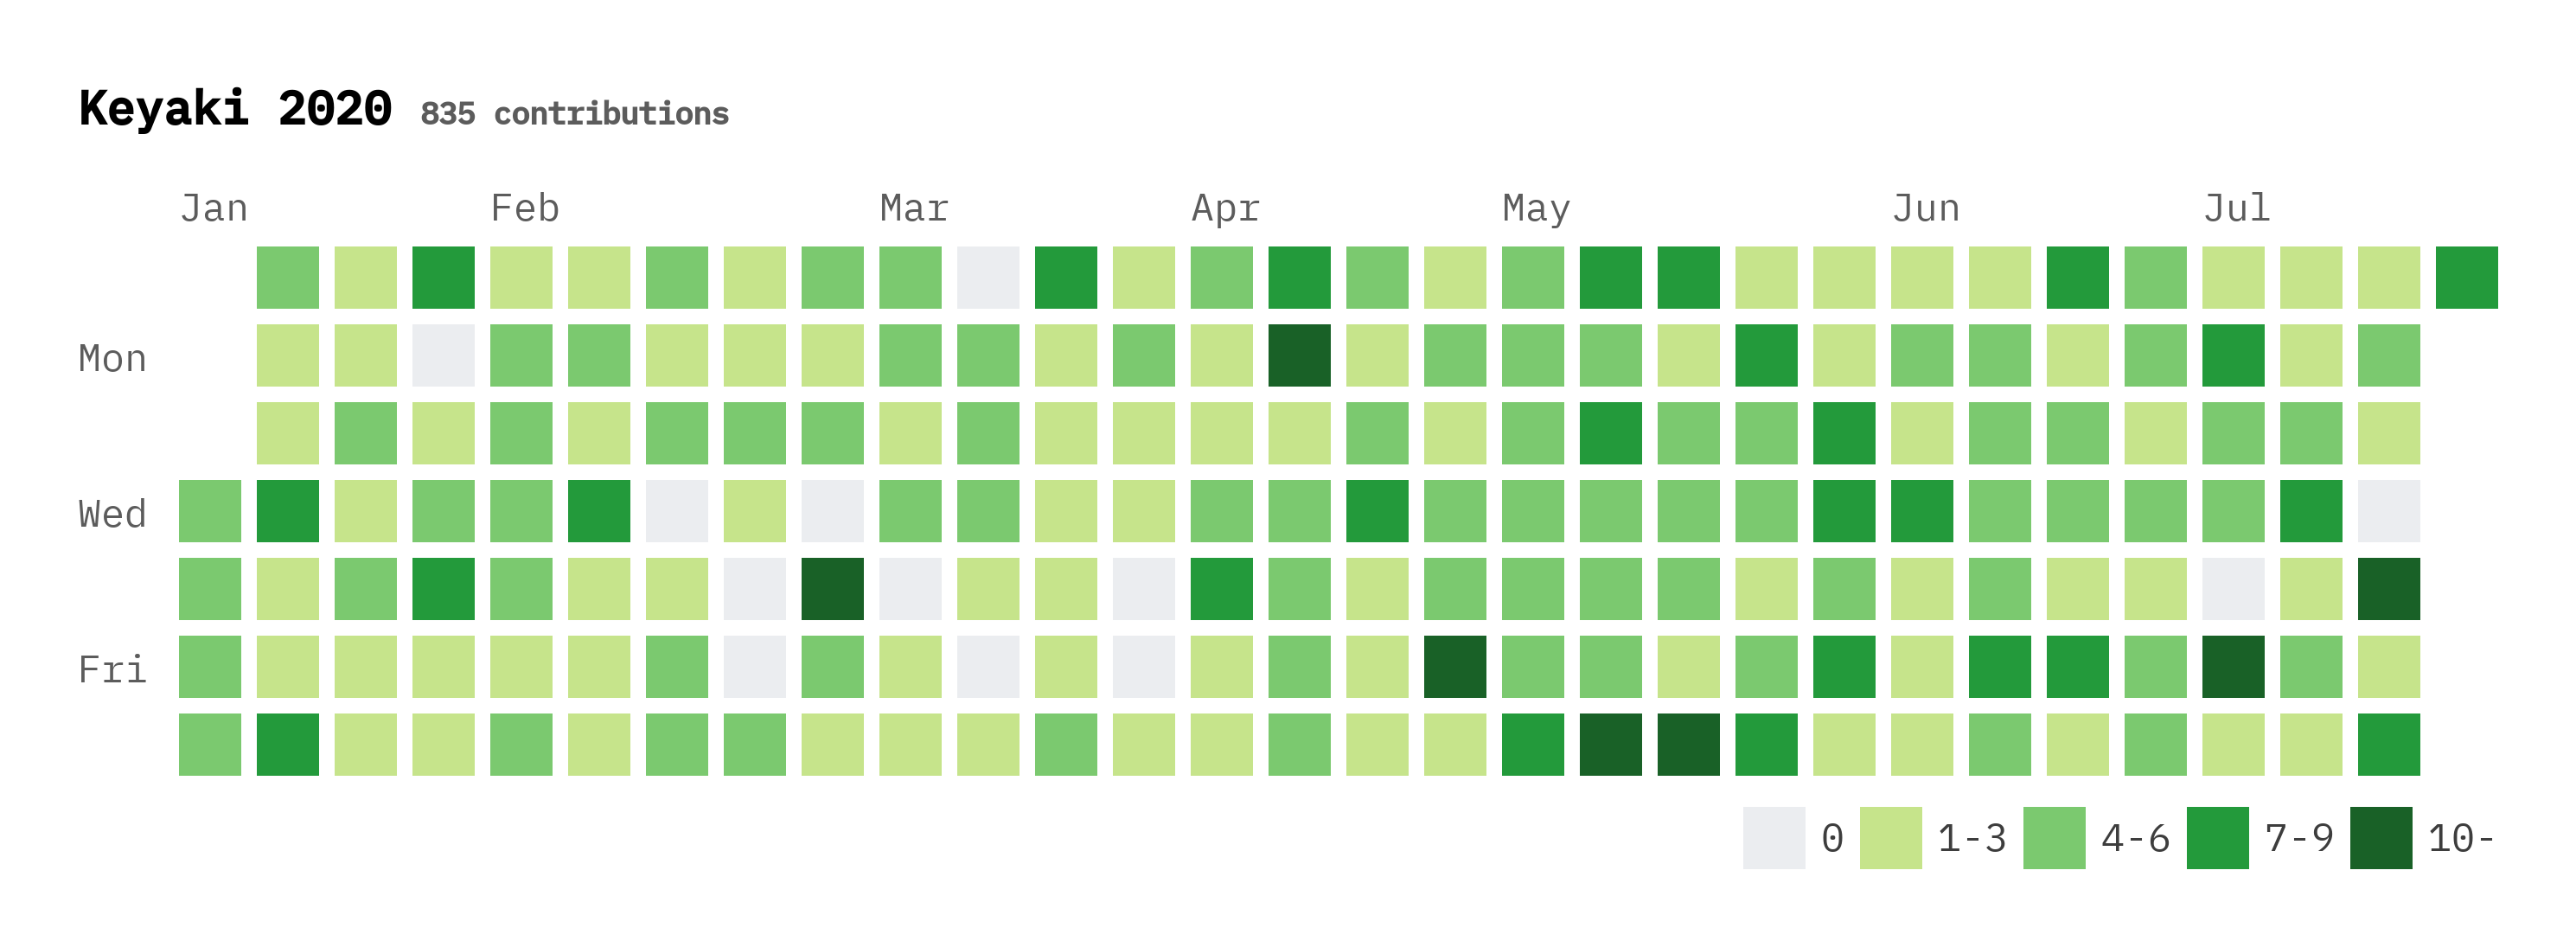 Keyaki 2020 835 contributions
Jan Feb Mar Apr May Jun Jul
Mon
Wed
Fri
0 1-3 4-6 7-9 10-